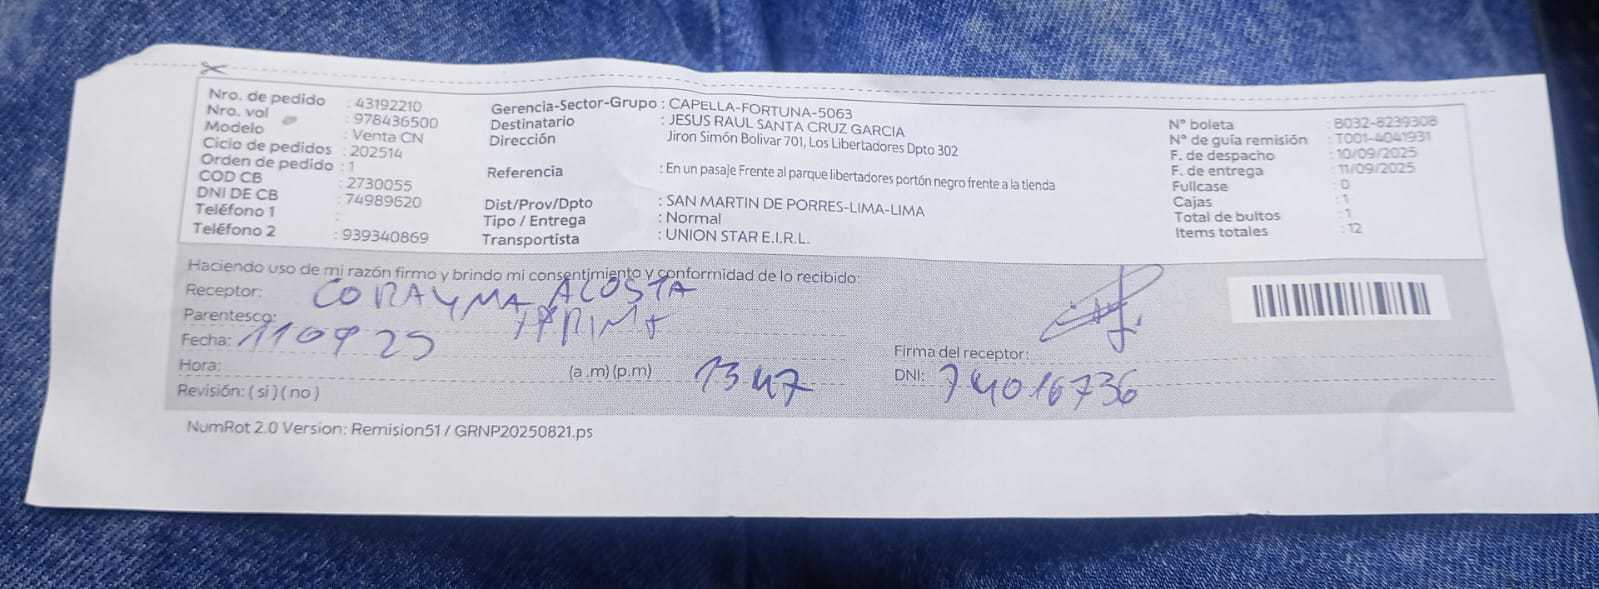 Nro. de pedido : 43192210
Nro. vol : 978436500
Modelo : Venta CN
Ciclo de pedidos : 202514
Orden de pedido : 1
COD CB : 2730055
DNI DE CB : 74989620
Teléfono 1 :
Teléfono 2 : 939340869
Gerencia-Sector-Grupo : CAPELLA-FORTUNA-5063
Destinatario : JESUS RAUL SANTA CRUZ GARCIA
Dirección Jiron Simón Bolivar 701, Los Libertadores Dpto 302
Referencia : En un pasaje Frente al parque libertadores portón negro frente a la tienda
Dist/Prov/Dpto : SAN MARTIN DE PORRES-LIMA-LIMA
Tipo / Entrega : Normal
Transportista : UNION STAR E.I.R.L.
N° boleta : B032-8239308
N° de guía remisión : T001-4041931
F. de despacho : 10/09/2025
F. de entrega : 11/09/2025
Fullcase : 0
Cajas : 1
Total de bultos : 1
Items totales : 12
Haciendo uso de mi razón firmo y brindo mi consentimiento y conformidad de lo recibido:
Receptor: CORAYMA ACOSTA
Parentesco: PRIMA
Fecha: 110925
Hora: (a .m) (p.m) 1347
Revisión: ( si ) ( no )
Firma del receptor:
DNI: 74016736
NumRot 2.0 Version: Remision51 / GRNP20250821.ps